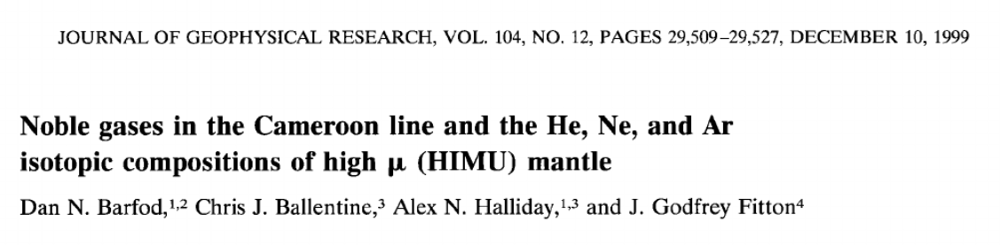 JOURNAL OF GEOPHYSICAL RESEARCH, VOL. 104, NO. 12, PAGES 29,509–29,527, DECEMBER 10, 1999
Noble gases in the Cameroon line and the He, Ne, and Ar
isotopic compositions of high μ (HIMU) mantle
Dan N. Barfod,1,2 Chris J. Ballentine,3 Alex N. Halliday,1,3 and J. Godfrey Fitton4